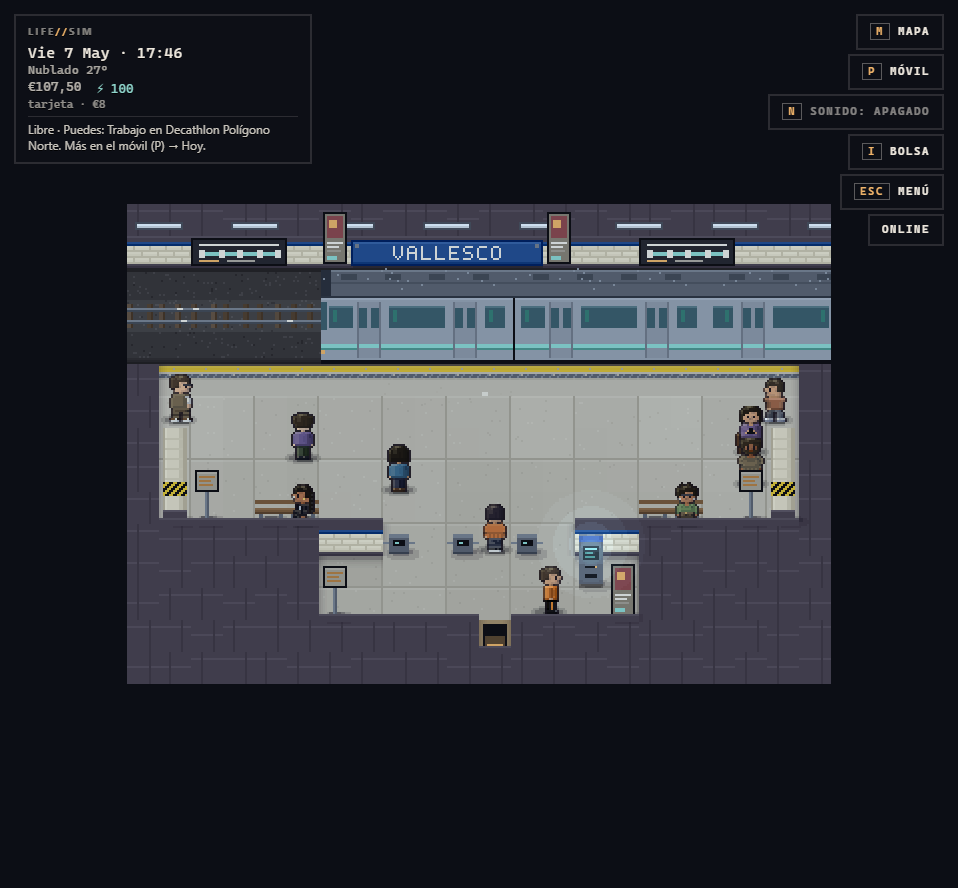 LIFE//SIM
Vie 7 May · 17:46
Nublado 27°
€107,50 ⚡ 100
tarjeta · €8
Libre · Puedes: Trabajo en Decathlon Polígono
Norte. Más en el móvil (P) → Hoy.
M MAPA
P MÓVIL
N SONIDO: APAGADO
I BOLSA
ESC MENÚ
ONLINE
VALLESCO